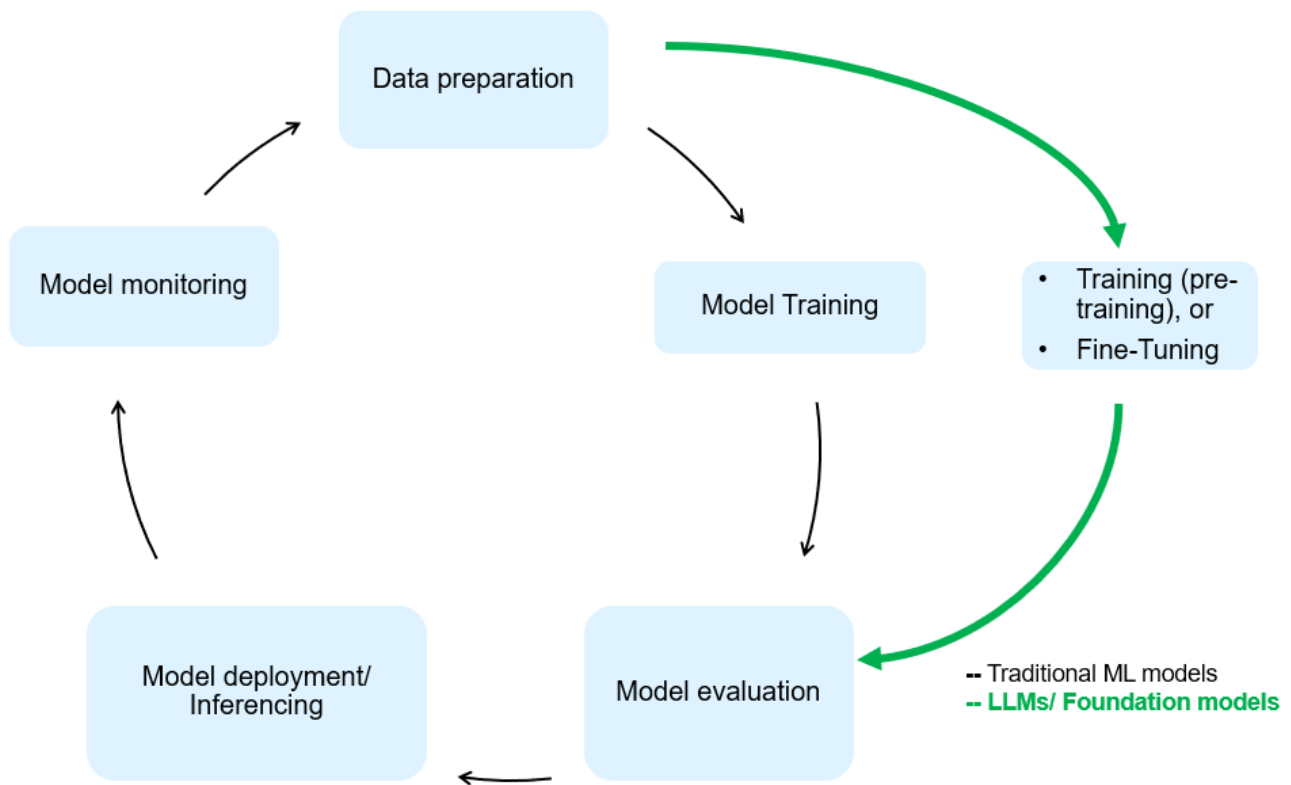 Data preparation
Model monitoring
Model Training
• Training (pre-
training), or
• Fine-Tuning
Model deployment/
Inferencing
Model evaluation
-- Traditional ML models
-- LLMs/ Foundation models